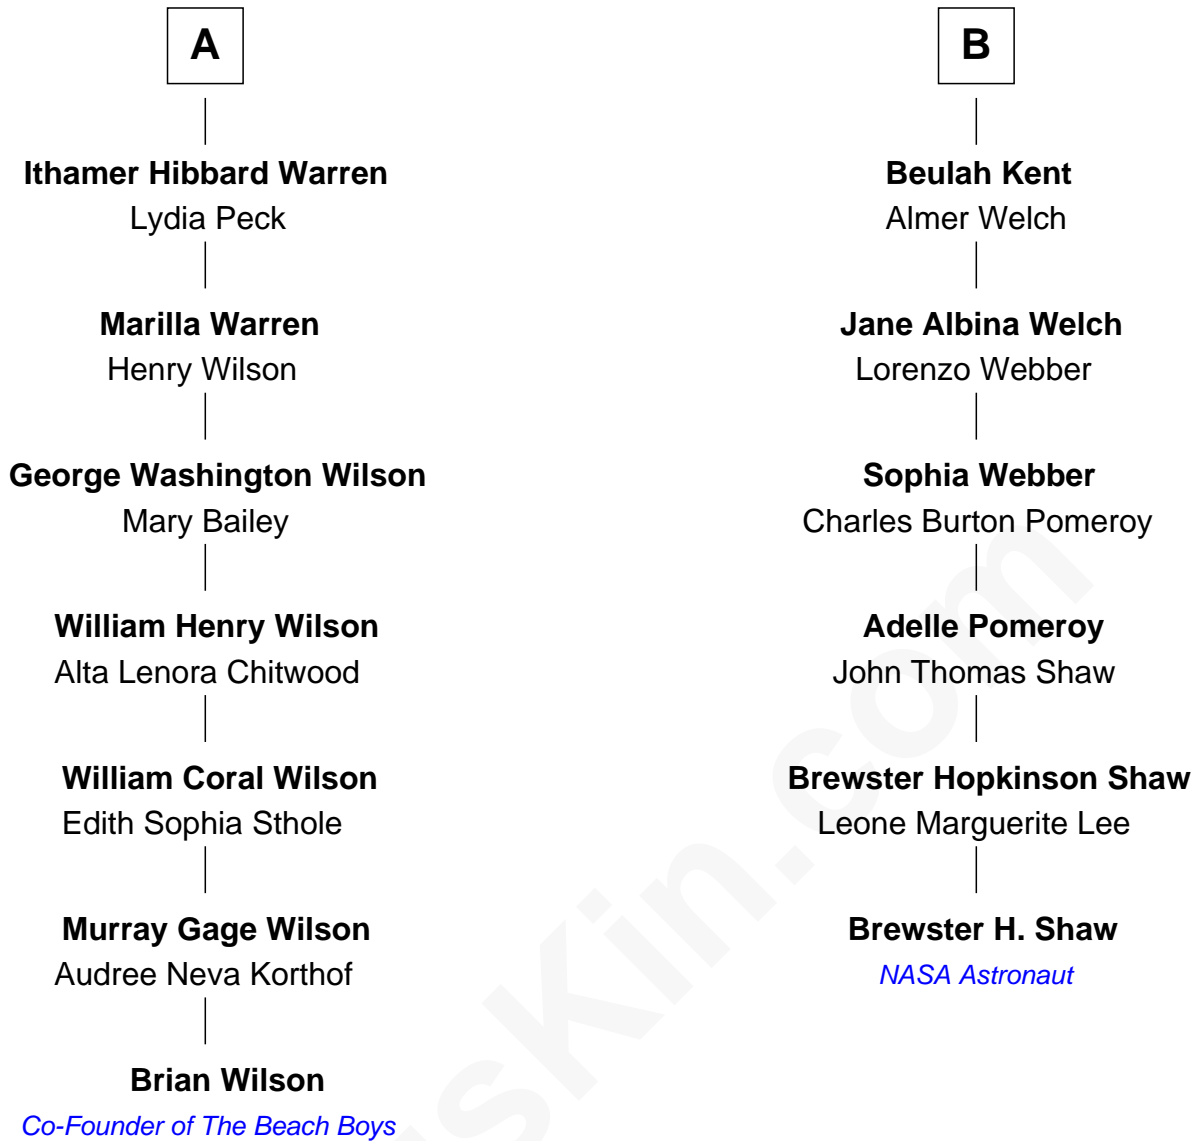 A
Ithamer Hibbard Warren
Lydia Peck
Marilla Warren
Henry Wilson
George Washington Wilson
Mary Bailey
William Henry Wilson
Alta Lenora Chitwood
William Coral Wilson
Edith Sophia Sthole
Murray Gage Wilson
Audree Neva Korthof
Brian Wilson
Co-Founder of The Beach Boys
B
Beulah Kent
Almer Welch
Jane Albina Welch
Lorenzo Webber
Sophia Webber
Charles Burton Pomeroy
Adelle Pomeroy
John Thomas Shaw
Brewster Hopkinson Shaw
Leone Marguerite Lee
Brewster H. Shaw
NASA Astronaut